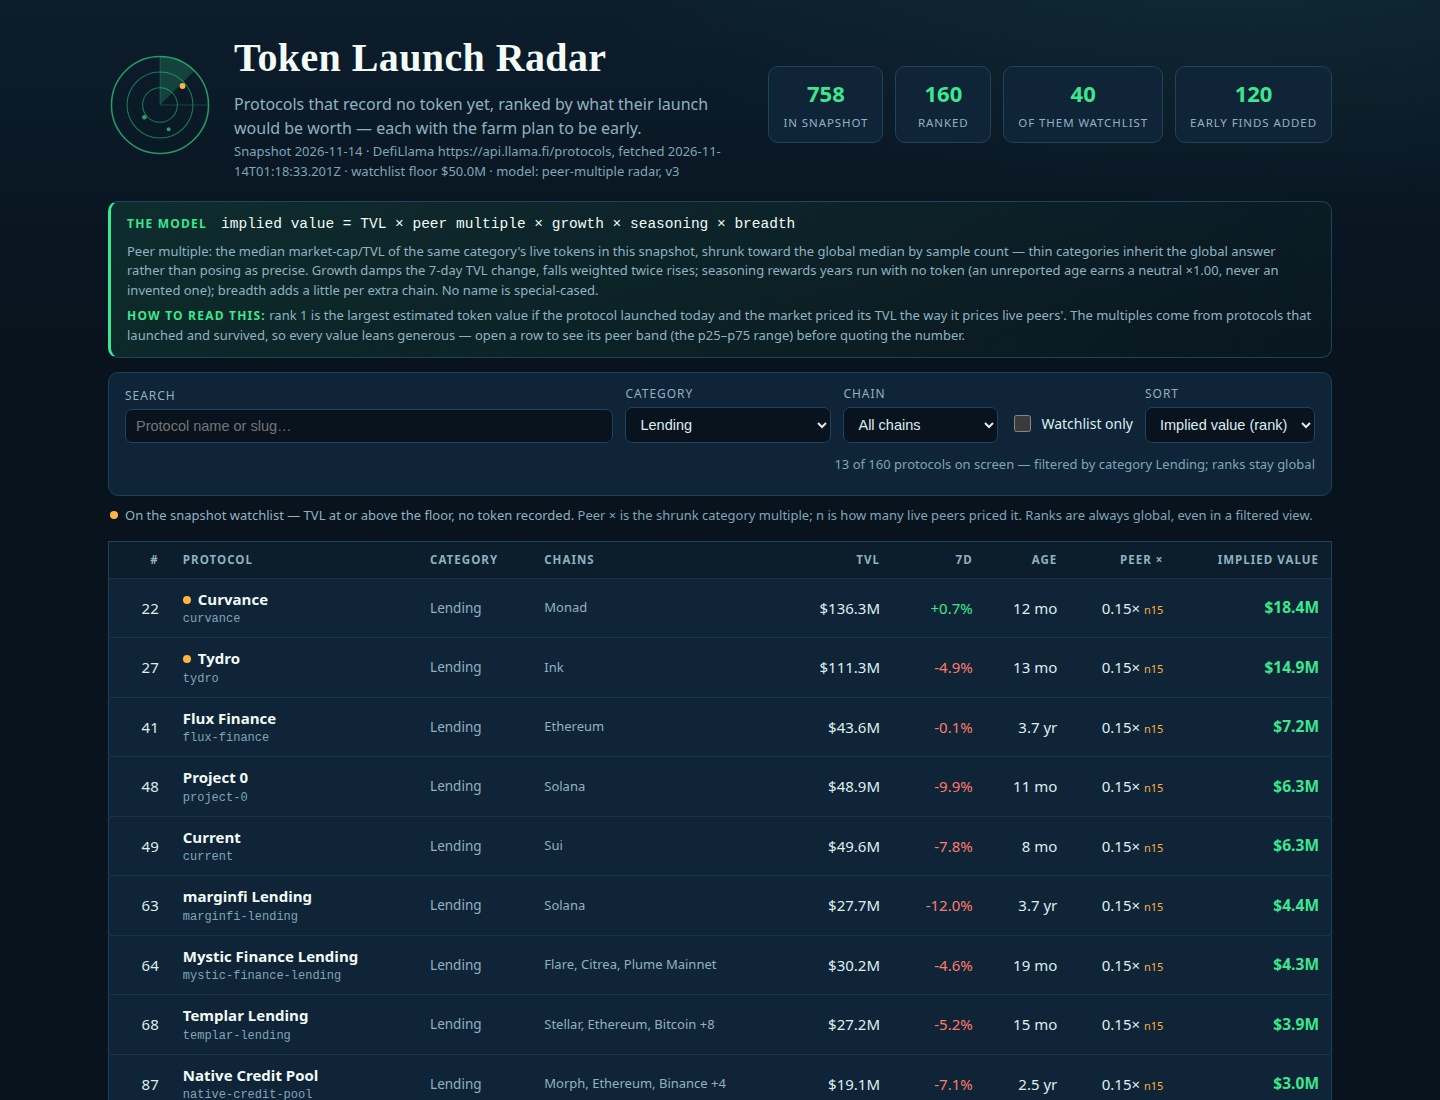 Token Launch Radar
Protocols that record no token yet, ranked by what their launch
would be worth — each with the farm plan to be early.
Snapshot 2026-11-14 · DefiLlama https://api.llama.fi/protocols, fetched 2026-11-
14T01:18:33.201Z · watchlist floor $50.0M · model: peer-multiple radar, v3
758
IN SNAPSHOT
160
RANKED
40
OF THEM WATCHLIST
120
EARLY FINDS ADDED
THE MODEL implied value = TVL × peer multiple × growth × seasoning × breadth
Peer multiple: the median market-cap/TVL of the same category's live tokens in this snapshot, shrunk toward the global median by sample count — thin categories inherit the global answer
rather than posing as precise. Growth damps the 7-day TVL change, falls weighted twice rises; seasoning rewards years run with no token (an unreported age earns a neutral ×1.00, never an
invented one); breadth adds a little per extra chain. No name is special-cased.
HOW TO READ THIS: rank 1 is the largest estimated token value if the protocol launched today and the market priced its TVL the way it prices live peers'. The multiples come from protocols that
launched and survived, so every value leans generous — open a row to see its peer band (the p25–p75 range) before quoting the number.
SEARCH
Protocol name or slug…
CATEGORY
Lending
CHAIN
All chains
Watchlist only
SORT
Implied value (rank)
13 of 160 protocols on screen — filtered by category Lending; ranks stay global
On the snapshot watchlist — TVL at or above the floor, no token recorded. Peer × is the shrunk category multiple; n is how many live peers priced it. Ranks are always global, even in a filtered view.
# PROTOCOL CATEGORY CHAINS TVL 7D AGE PEER × IMPLIED VALUE
22 Curvance Lending Monad $136.3M +0.7% 12 mo 0.15× n15 $18.4M
curvance
27 Tydro Lending Ink $111.3M -4.9% 13 mo 0.15× n15 $14.9M
tydro
41 Flux Finance Lending Ethereum $43.6M -0.1% 3.7 yr 0.15× n15 $7.2M
flux-finance
48 Project 0 Lending Solana $48.9M -9.9% 11 mo 0.15× n15 $6.3M
project-0
49 Current Lending Sui $49.6M -7.8% 8 mo 0.15× n15 $6.3M
current
63 marginfi Lending Lending Solana $27.7M -12.0% 3.7 yr 0.15× n15 $4.4M
marginfi-lending
64 Mystic Finance Lending Lending Flare, Citrea, Plume Mainnet $30.2M -4.6% 19 mo 0.15× n15 $4.3M
mystic-finance-lending
68 Templar Lending Lending Stellar, Ethereum, Bitcoin +8 $27.2M -5.2% 15 mo 0.15× n15 $3.9M
templar-lending
87 Native Credit Pool Lending Morph, Ethereum, Binance +4 $19.1M -7.1% 2.5 yr 0.15× n15 $3.0M
native-credit-pool